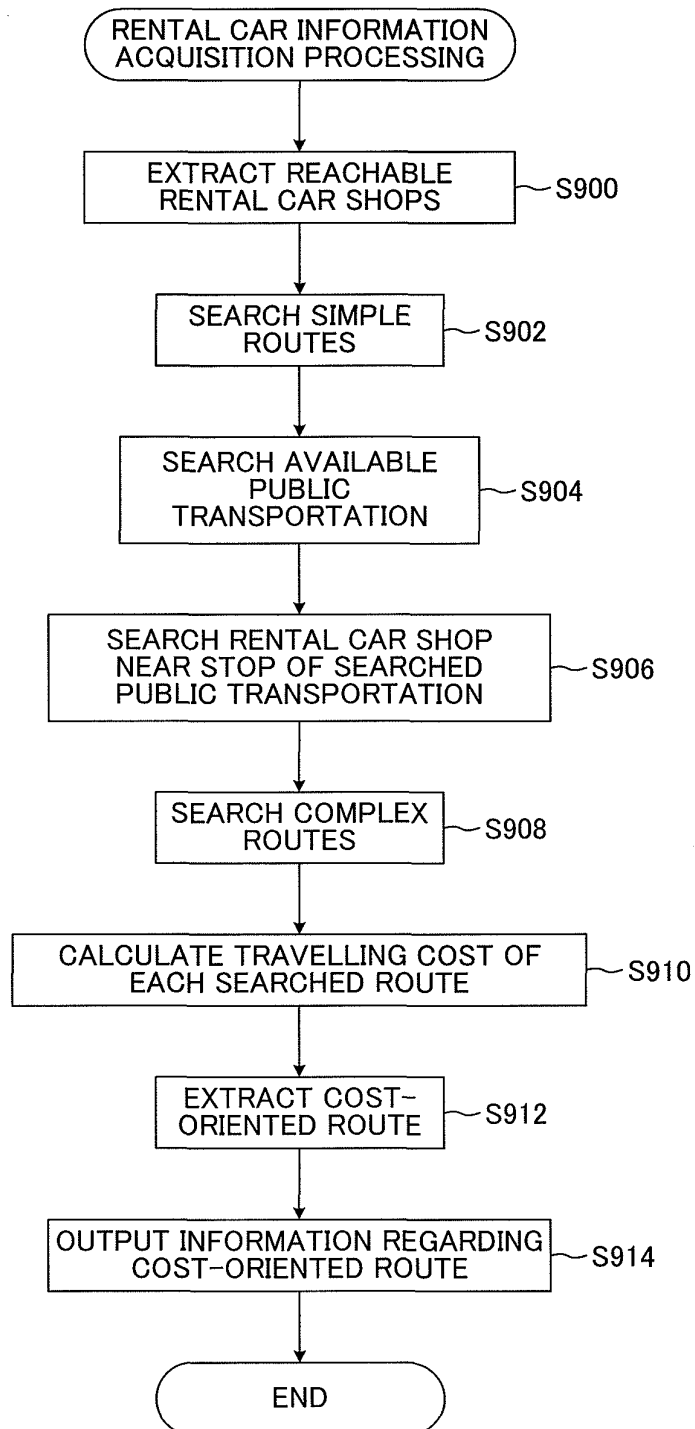 RENTAL CAR INFORMATION
ACQUISITION PROCESSING
EXTRACT REACHABLE
RENTAL CAR SHOPS
S900
SEARCH SIMPLE
ROUTES
S902
SEARCH AVAILABLE
PUBLIC
TRANSPORTATION
S904
SEARCH RENTAL CAR SHOP
NEAR STOP OF SEARCHED
PUBLIC TRANSPORTATION
S906
SEARCH COMPLEX
ROUTES
S908
CALCULATE TRAVELLING COST OF
EACH SEARCHED ROUTE
S910
EXTRACT COST-
ORIENTED ROUTE
S912
OUTPUT INFORMATION REGARDING
COST-ORIENTED ROUTE
S914
END